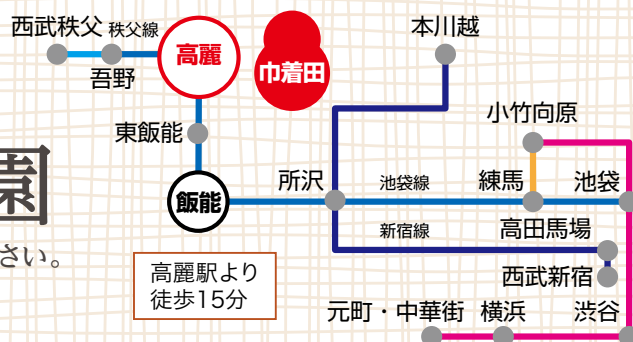 西武秩父
秩父線
高麗
吾野
巾着田
本川越
小竹向原
東飯能
園
飯能
所沢
池袋線
練馬
池袋
さい。
新宿線
高田馬場
西武新宿
高麗駅より
徒歩15分
元町・中華街
横浜
渋谷